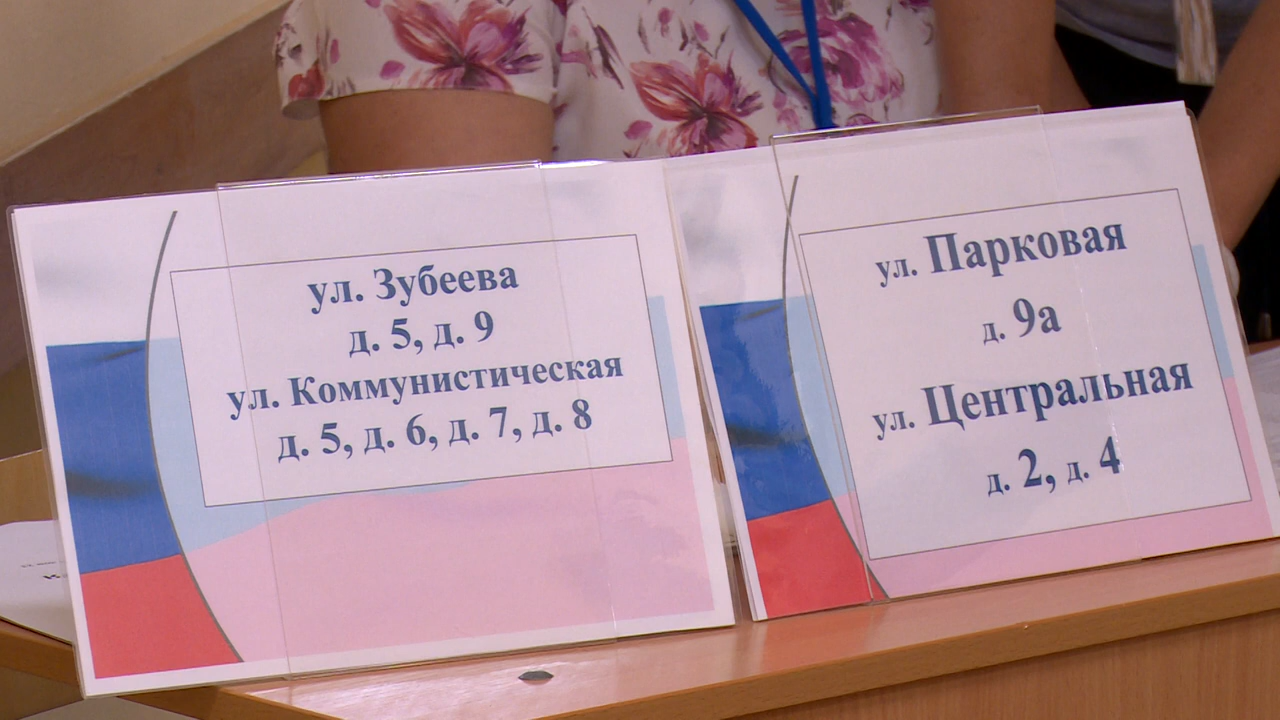 ул. Зубеева
д. 5, д. 9
ул. Коммунистическая
д. 5, д. 6, д. 7, д. 8
ул. Парковая
д. 9а
ул. Центральная
д. 2, д. 4